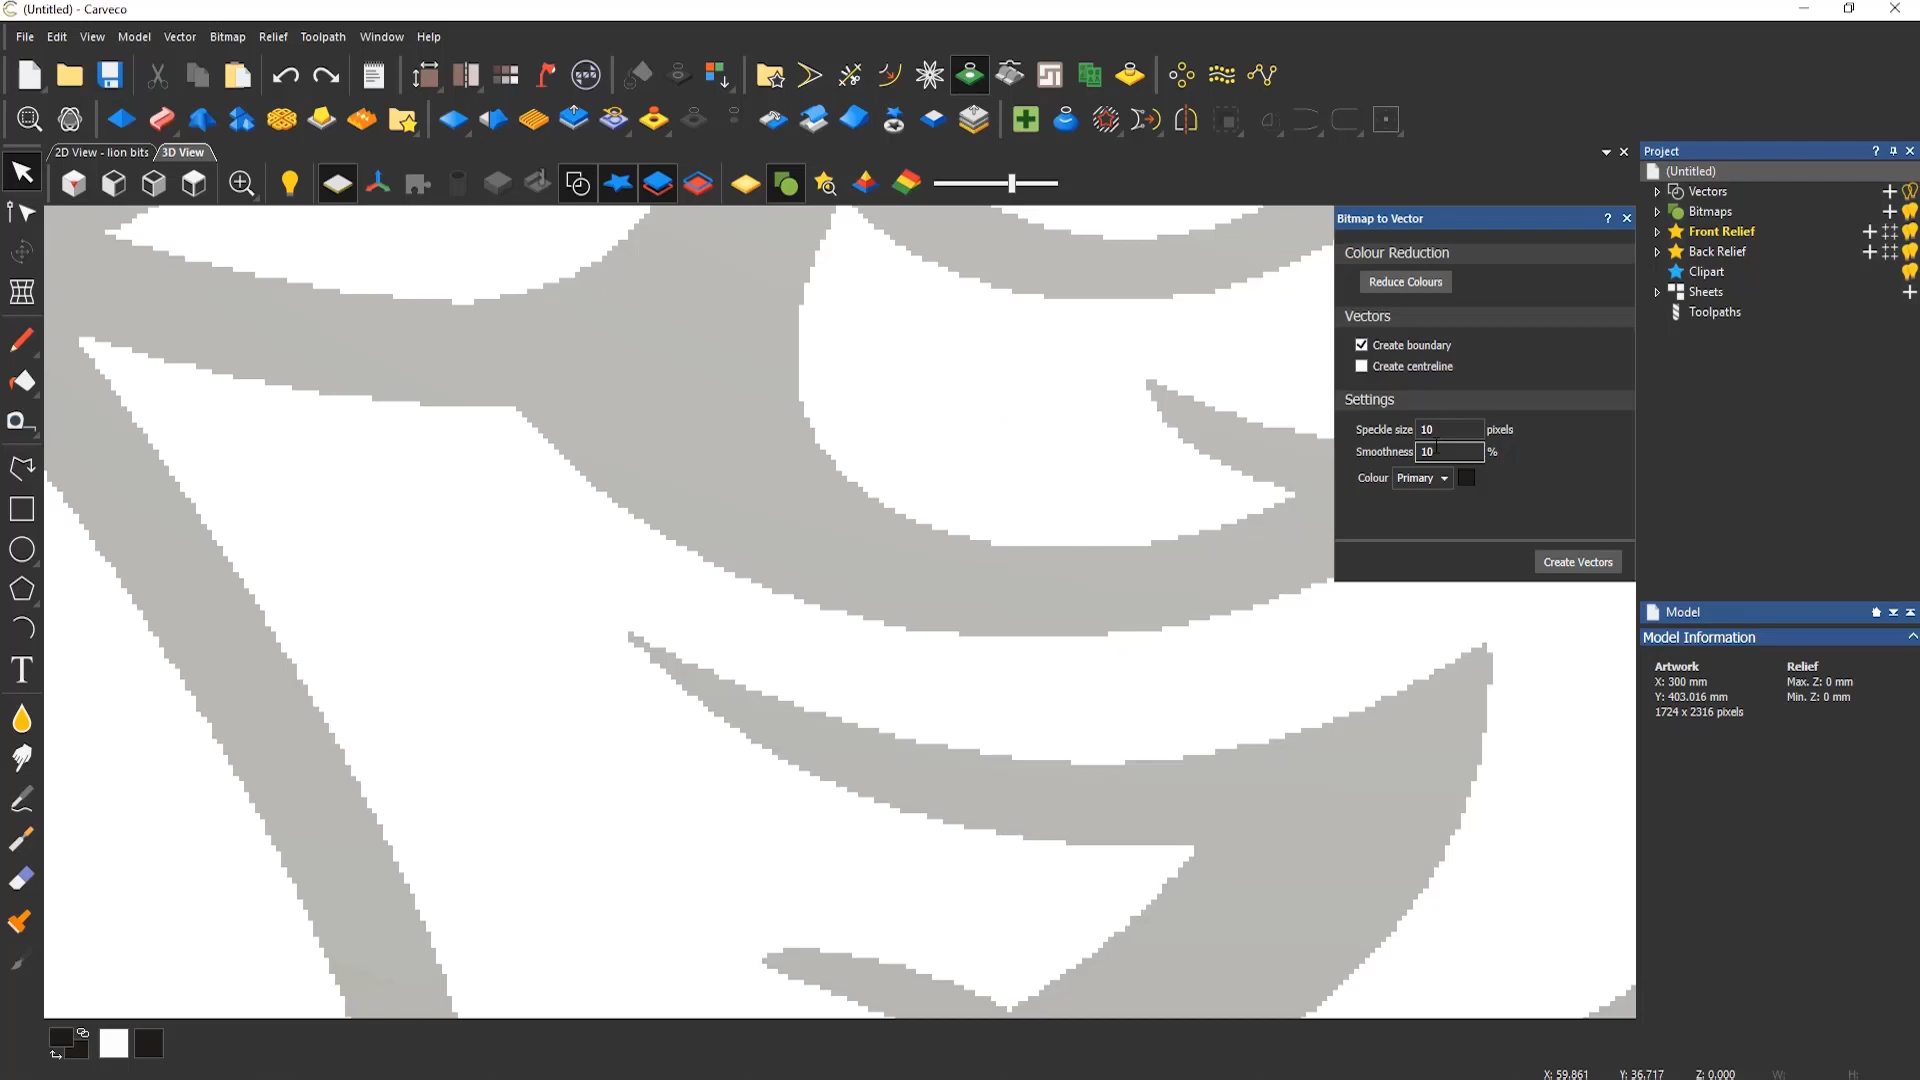 (Untitled) - Carveco
File Edit View Model Vector Bitmap Relief Toolpath Window Help
2D View - lion bits 3D View
Project
(Untitled)
Vectors
Bitmaps
Front Relief
Back Relief
Clipart
Sheets
Toolpaths
Bitmap to Vector
Colour Reduction
Reduce Colours
Vectors
Create boundary
Create centreline
Settings
Speckle size 10 pixels
Smoothness 10 %
Colour Primary
Create Vectors
Model
Model Information
Artwork Relief
X: 300 mm Max. Z: 0 mm
Y: 403.016 mm Min. Z: 0 mm
1724 x 2316 pixels
X: 59.861 Y: 36.717 Z: 0.000 W: H: